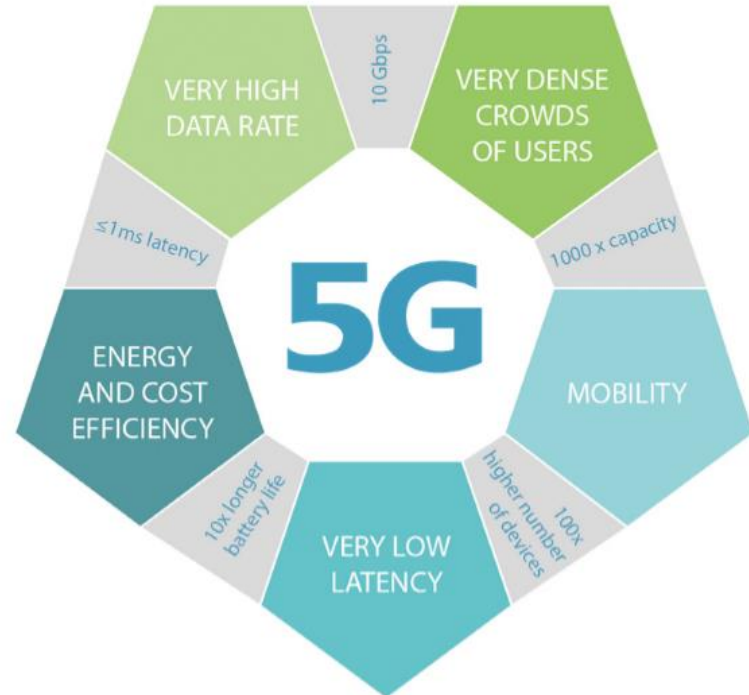 VERY HIGH
DATA RATE
10 Gbps
VERY DENSE
CROWDS
OF USERS
≤1ms latency
1000 x capacity
5G
ENERGY
AND COST
EFFICIENCY
MOBILITY
10x longer
battery life
VERY LOW
LATENCY
100x
higher number
of devices